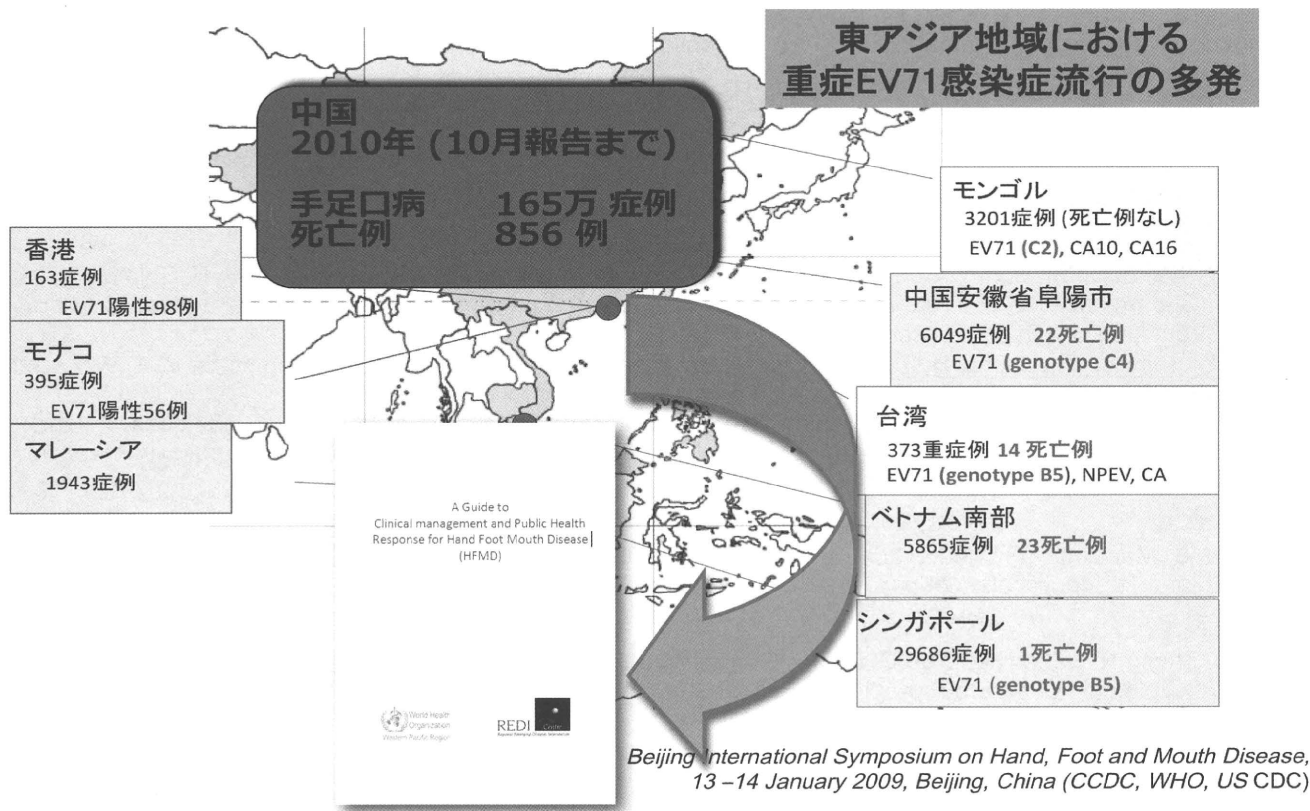 東アジア地域における
重症EV71感染症流行の多発
中国
2010年 (10月報告まで)
手足口病 165万 症例
死亡例 856 例
香港
163症例
EV71陽性98例
モナコ
395症例
EV71陽性56例
マレーシア
1943症例
モンゴル
3201症例 (死亡例なし)
EV71 (C2), CA10, CA16
中国安徽省阜陽市
6049症例 22死亡例
EV71 (genotype C4)
台湾
373重症例 14 死亡例
EV71 (genotype B5), NPEV, CA
ベトナム南部
5865症例 23死亡例
シンガポール
29686症例 1死亡例
EV71 (genotype B5)
A Guide to
Clinical management and Public Health
Response for Hand Foot Mouth Disease
(HFMD)
World Health
Organization
Western Pacific Region
REDI Centre
Beijing International Symposium on Hand, Foot and Mouth Disease,
13 –14 January 2009, Beijing, China (CCDC, WHO, US CDC)